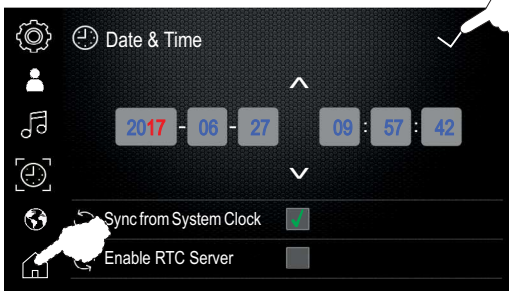 Date & Time
2017 - 06 - 27 09 : 57 : 42
Sync from System Clock
Enable RTC Server